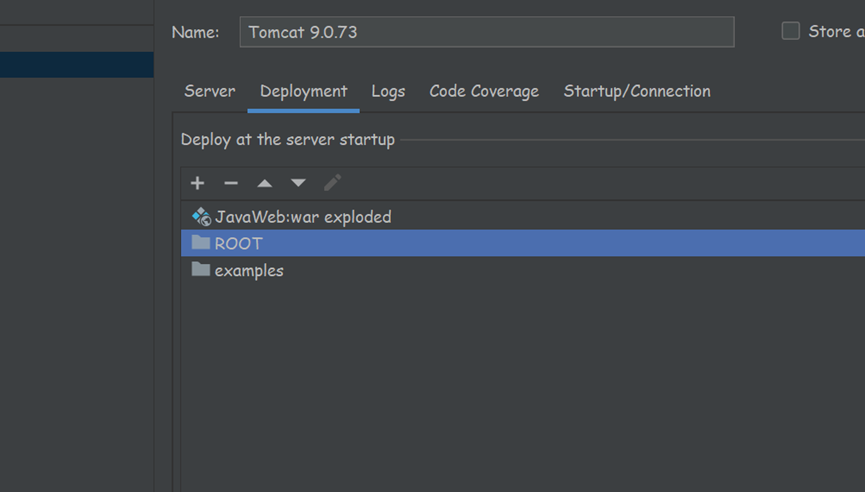 Name: Tomcat 9.0.73 Store a
Server Deployment Logs Code Coverage Startup/Connection
Deploy at the server startup
JavaWeb:war exploded
ROOT
examples